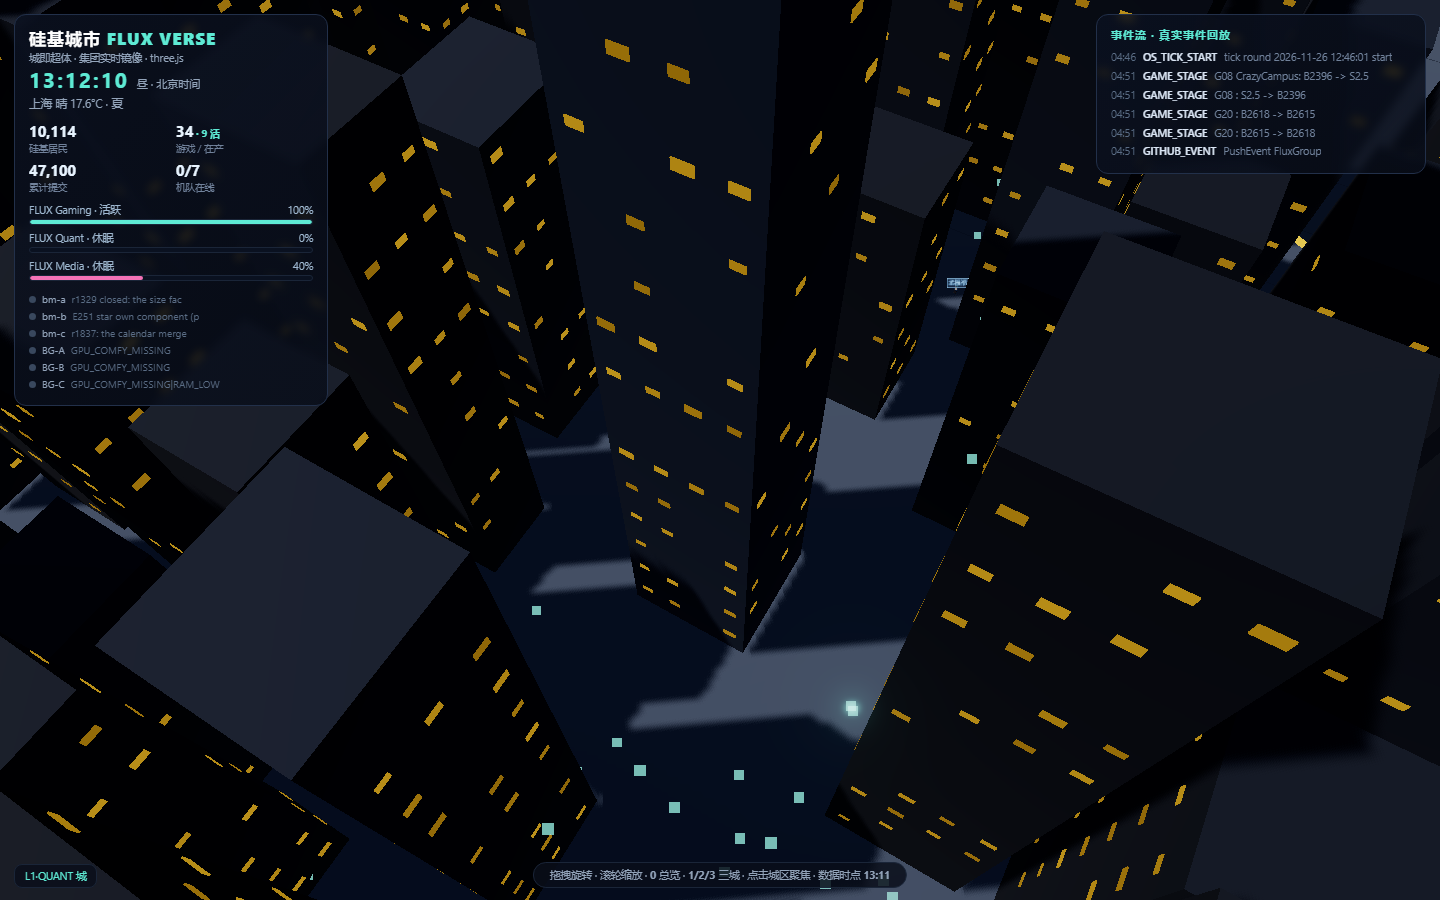 硅基城市 FLUX VERSE
城即超体 · 集团实时镜像 · three.js
13:12:10 昼 · 北京时间
上海 晴 17.6°C · 夏
10,114 34 · 9 活
硅基居民 游戏 / 在产
47,100 0/7
累计提交 机队在线
FLUX Gaming · 活跃 100%
FLUX Quant · 休眠 0%
FLUX Media · 休眠 40%
bm-a r1329 closed: the size fac
bm-b E251 star own component (p
bm-c r1837: the calendar merge
BG-A GPU_COMFY_MISSING
BG-B GPU_COMFY_MISSING
BG-C GPU_COMFY_MISSING|RAM_LOW
事件流 · 真实事件回放
04:46 OS_TICK_START tick round 2026-11-26 12:46:01 start
04:51 GAME_STAGE G08 CrazyCampus: B2396 -> S2.5
04:51 GAME_STAGE G08 : S2.5 -> B2396
04:51 GAME_STAGE G20 : B2618 -> B2615
04:51 GAME_STAGE G20 : B2615 -> B2618
04:51 GITHUB_EVENT PushEvent FluxGroup
L1·QUANT 城
拖拽旋转 · 滚轮缩放 · 0 总览 · 1/2/3 三城 · 点击城区聚焦 · 数据时点 13:11